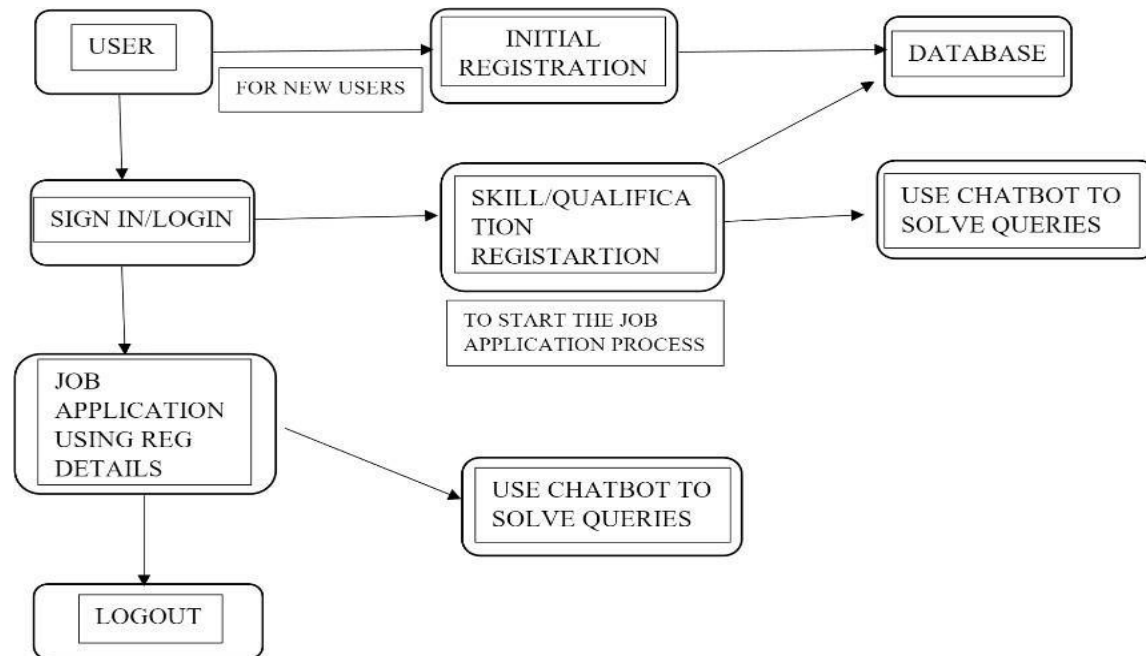 USER
INITIAL
REGISTRATION
DATABASE
FOR NEW USERS
SIGN IN/LOGIN
SKILL/QUALIFICA
TION
REGISTARTION
USE CHATBOT TO
SOLVE QUERIES
TO START THE JOB
APPLICATION PROCESS
JOB
APPLICATION
USING REG
DETAILS
USE CHATBOT TO
SOLVE QUERIES
LOGOUT